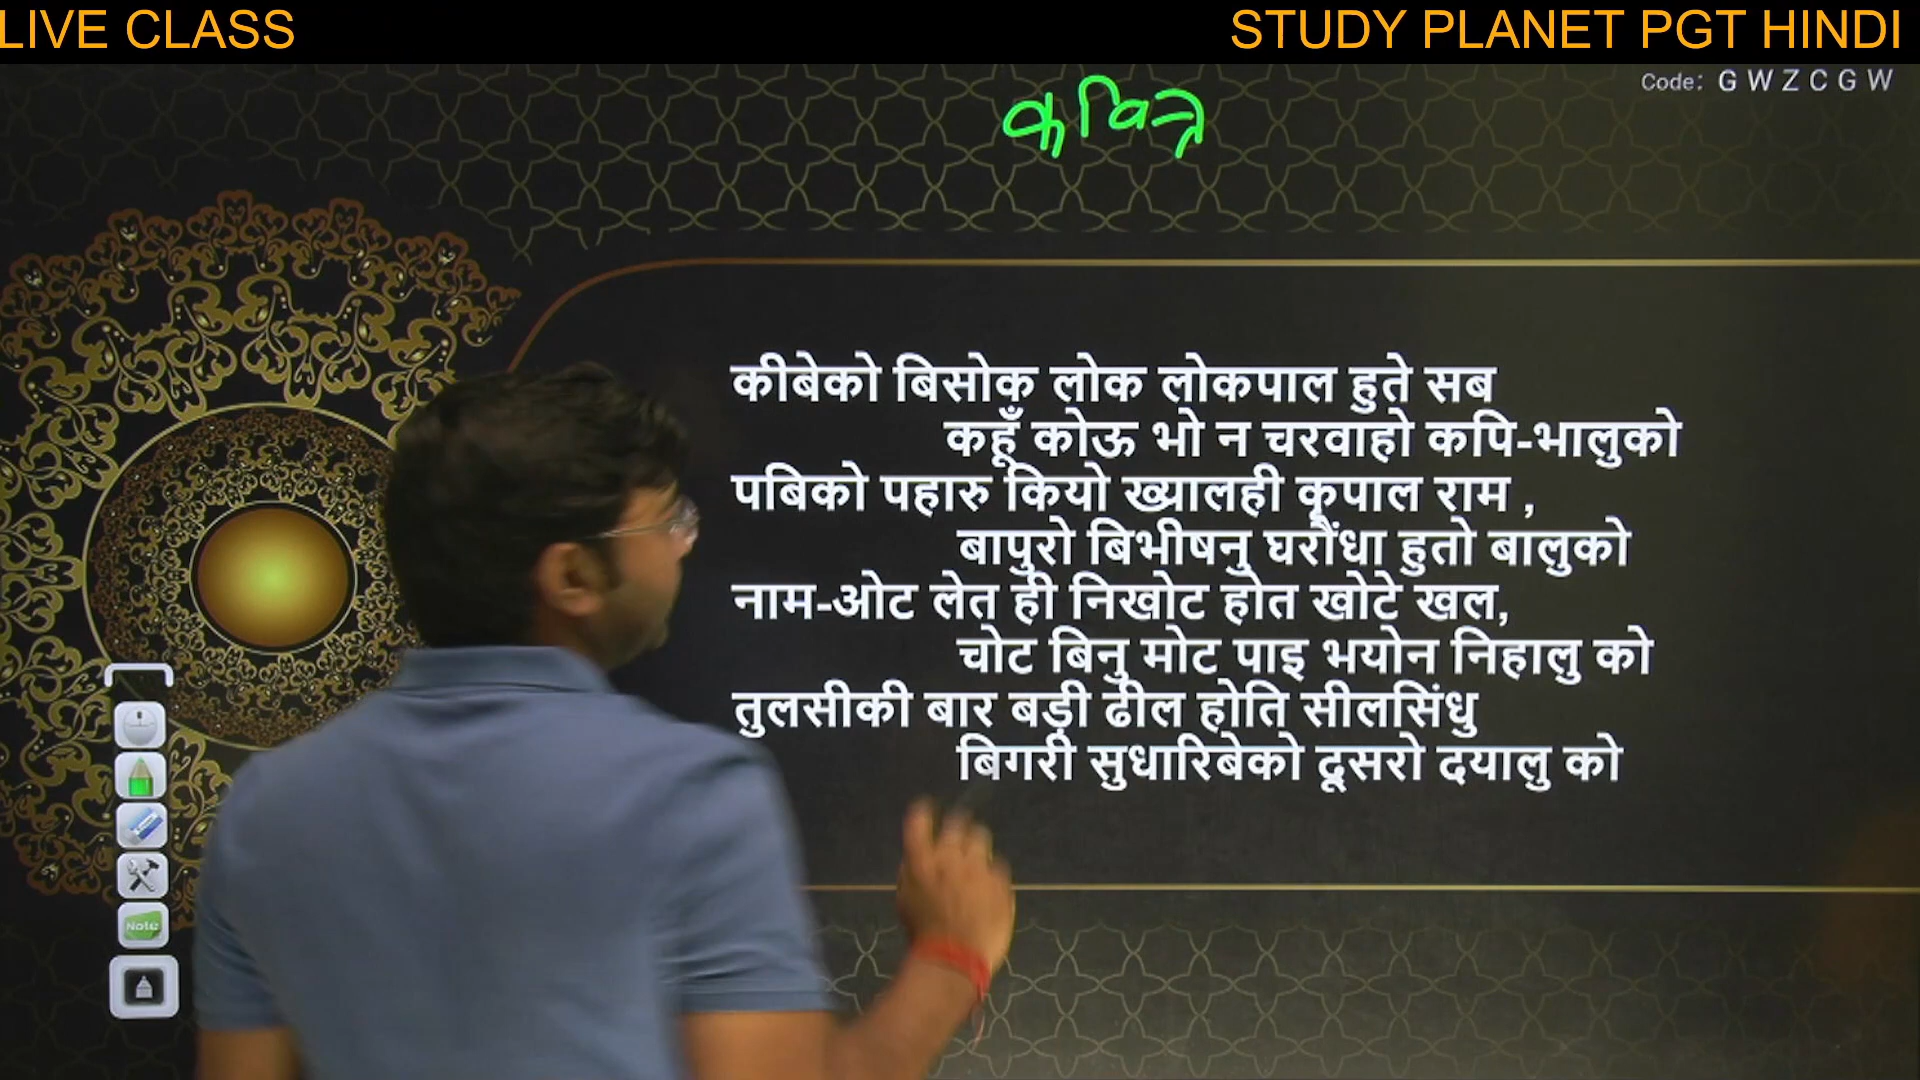 LIVE CLASS
STUDY PLANET PGT HINDI
Code: G W Z C G W
कवित्त
कीबेको बिसोक लोक लोकपाल हुते सब
कहूँ कोऊ भो न चरवाहो कपि-भालुको
पबिको पहारु कियो ख्यालही कृपाल राम ,
बापुरो बिभीषनु घरौंधा हुतो बालुको
नाम-ओट लेत ही निखोट होत खोटे खल,
चोट बिनु मोट पाइ भयोन निहालु को
तुलसीकी बार बड़ी ढील होति सीलसिंधु
बिगरी सुधारिबेको दूसरो दयालु को
Note